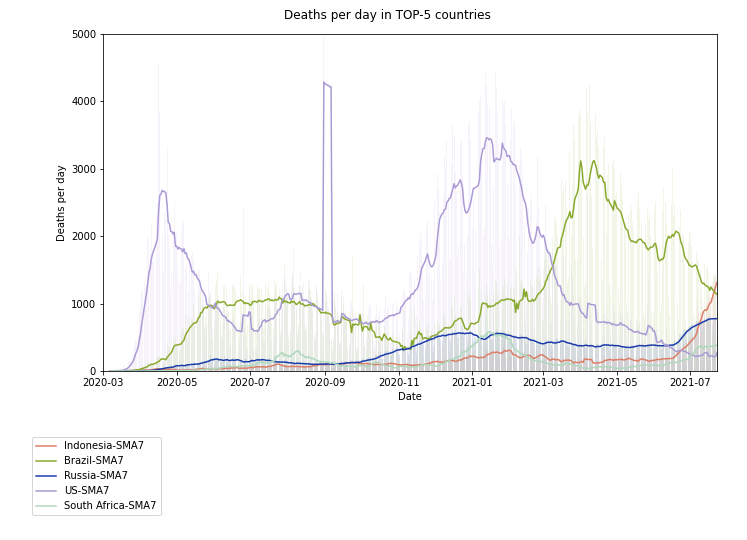 Deaths per day in TOP-5 countries
5000
4000
3000
2000
1000
0
Deaths per day
2020-03 2020-05 2020-07 2020-09 2020-11 2021-01 2021-03 2021-05 2021-07
Date
Indonesia-SMA7
Brazil-SMA7
Russia-SMA7
US-SMA7
South Africa-SMA7